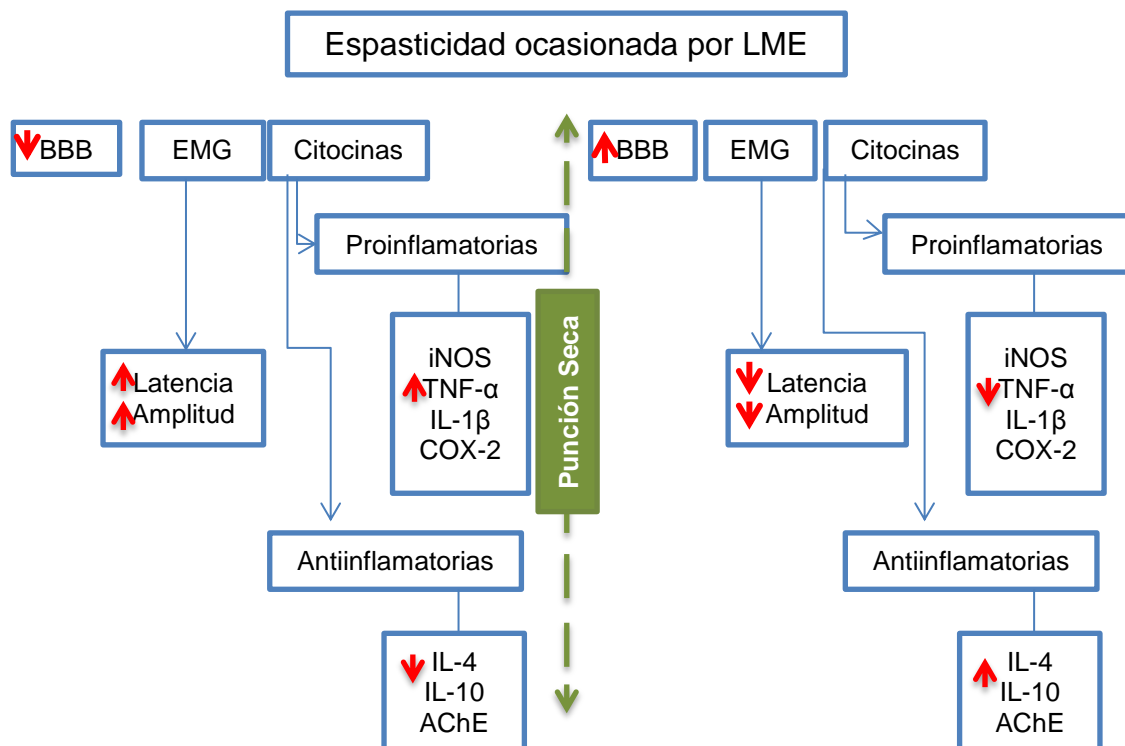 Espasticidad ocasionada por LME
BBB
EMG
Citocinas
Proinflamatorias
Latencia
Amplitud
iNOS
TNF-α
IL-1β
COX-2
Antiinflamatorias
IL-4
IL-10
AChE
Punción Seca
BBB
EMG
Citocinas
Proinflamatorias
Latencia
Amplitud
iNOS
TNF-α
IL-1β
COX-2
Antiinflamatorias
IL-4
IL-10
AChE